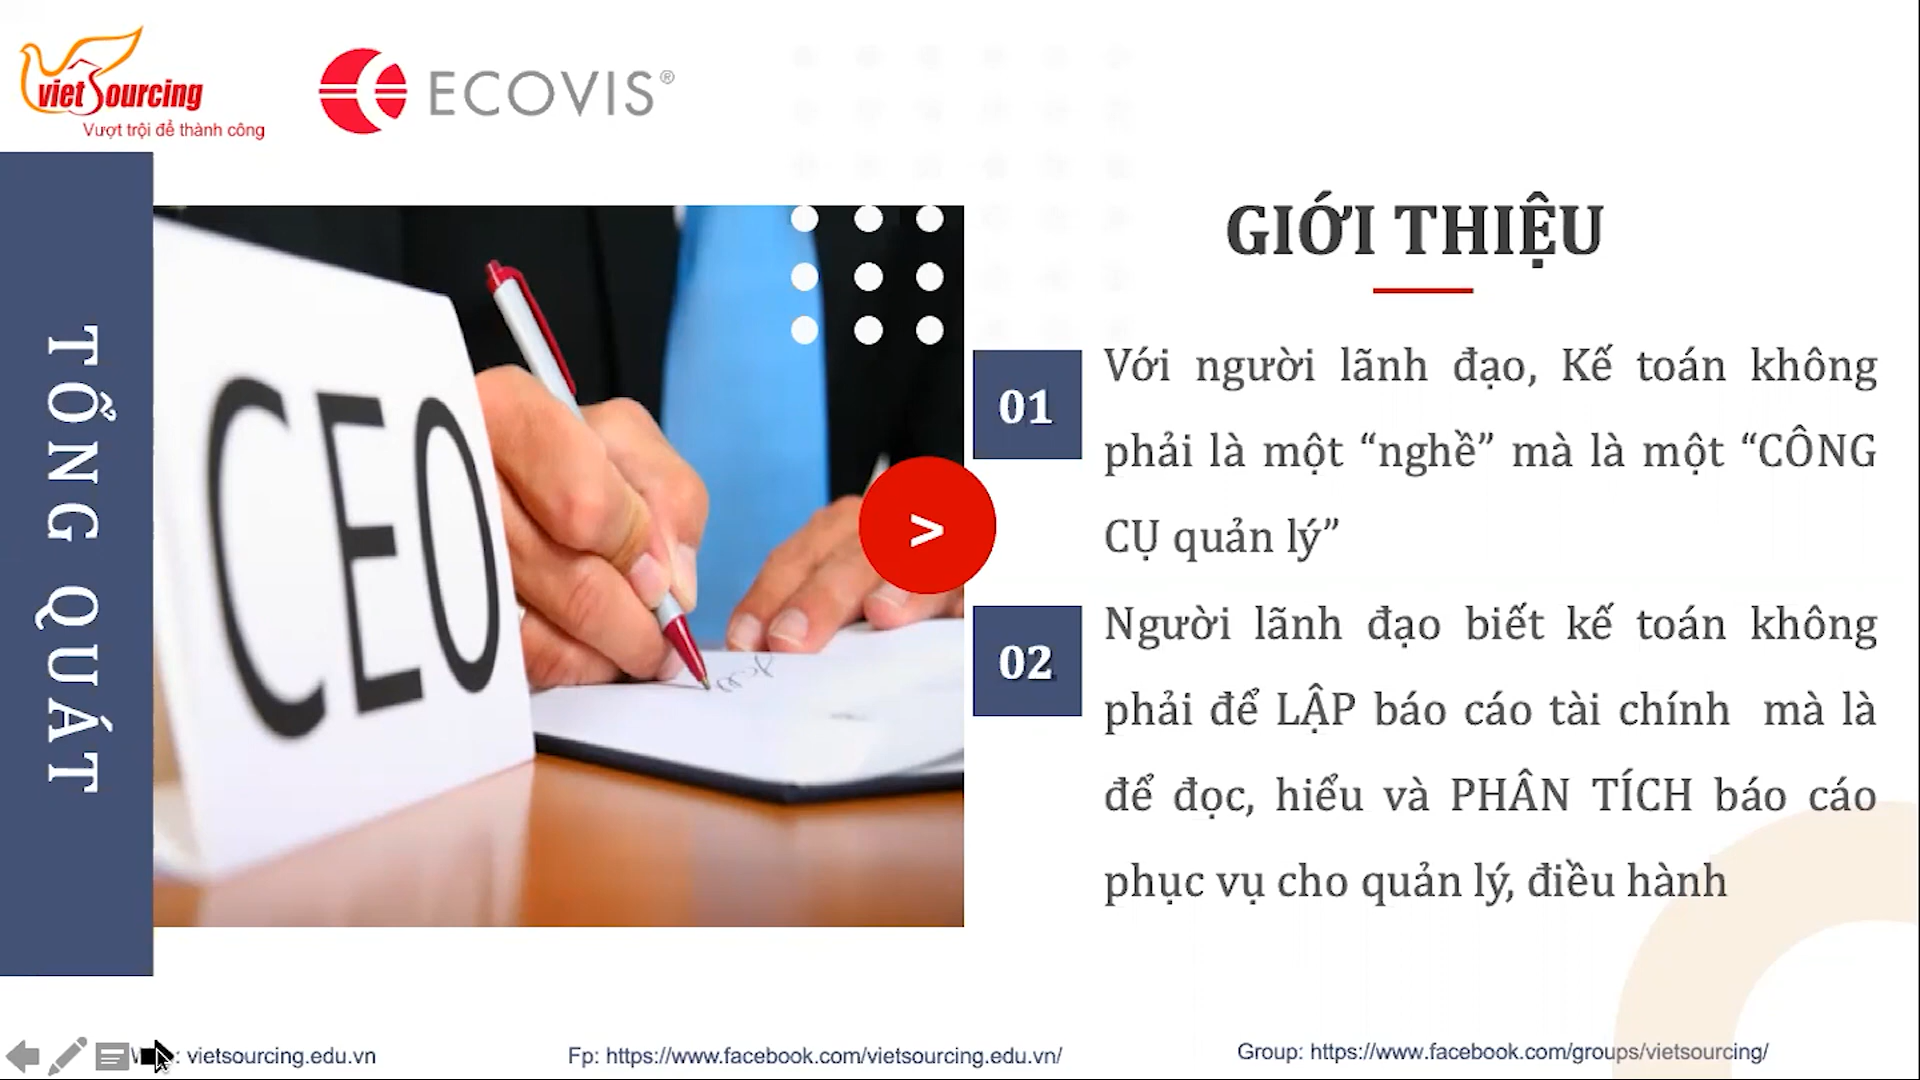 vietSourcing
Vượt trội để thành công
ECOVIS®
TỔNG QUÁT
CEO
GIỚI THIỆU
01
Với người lãnh đạo, Kế toán không
phải là một “nghề” mà là một “CÔNG
CỤ quản lý”
02
Người lãnh đạo biết kế toán không
phải để LẬP báo cáo tài chính mà là
để đọc, hiểu và PHÂN TÍCH báo cáo
phục vụ cho quản lý, điều hành
>
: vietsourcing.edu.vn
Fp: https://www.facebook.com/vietsourcing.edu.vn/
Group: https://www.facebook.com/groups/vietsourcing/